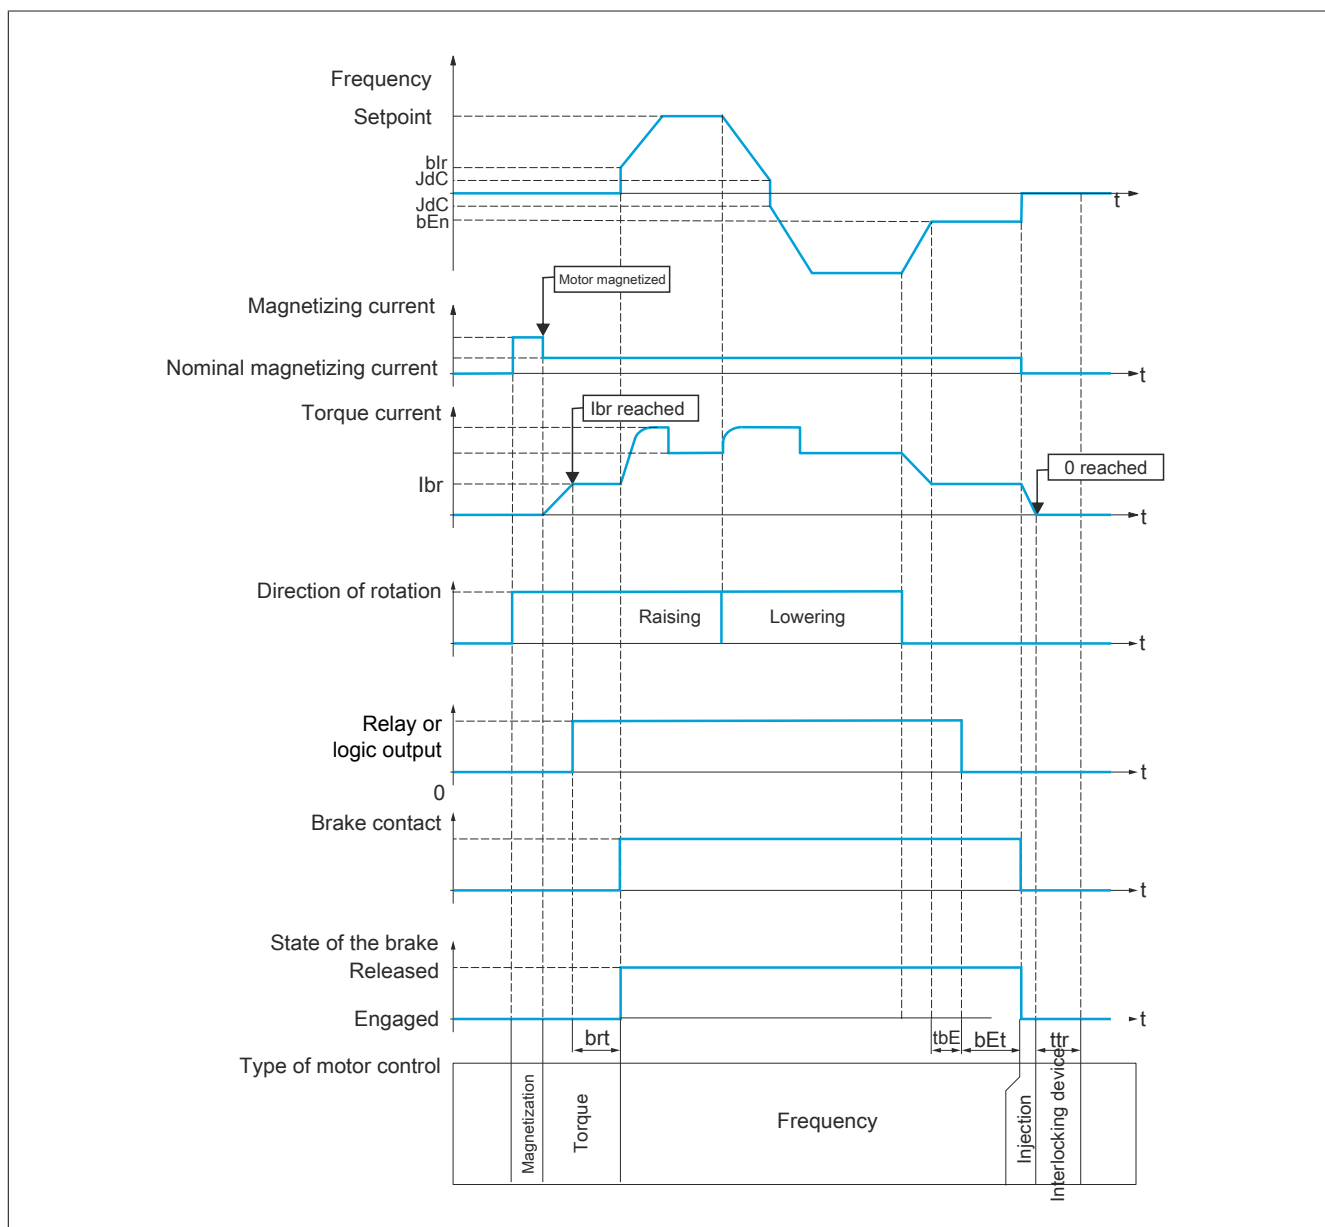 Frequency
Setpoint
bIr
JdC
t
JdC
bEn
Motor magnetized
Magnetizing current
Nominal magnetizing current
t
Torque current
Ibr reached
0 reached
Ibr
t
Direction of rotation
Raising
Lowering
t
Relay or
logic output
t
0
Brake contact
t
State of the brake
Released
Engaged
t
brt
tbE
bEt
ttr
Type of motor control
Magnetization
Torque
Frequency
Injection
Interlocking device